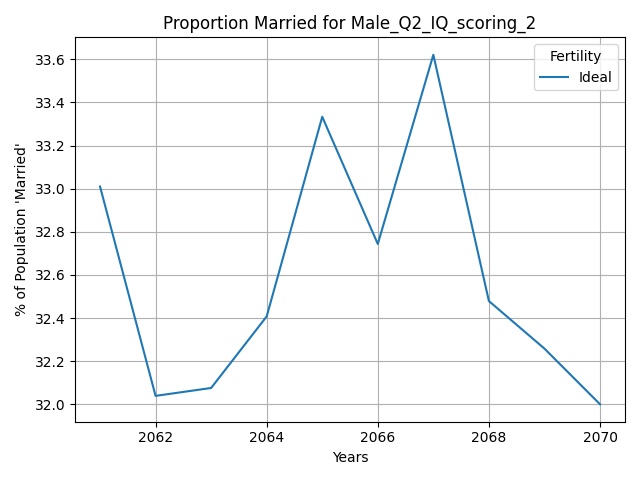 Proportion Married for Male_Q2_IQ_scoring_2
Fertility
Ideal
33.6
33.4
33.2
33.0
32.8
32.6
32.4
32.2
32.0
% of Population 'Married'
2062 2064 2066 2068 2070
Years